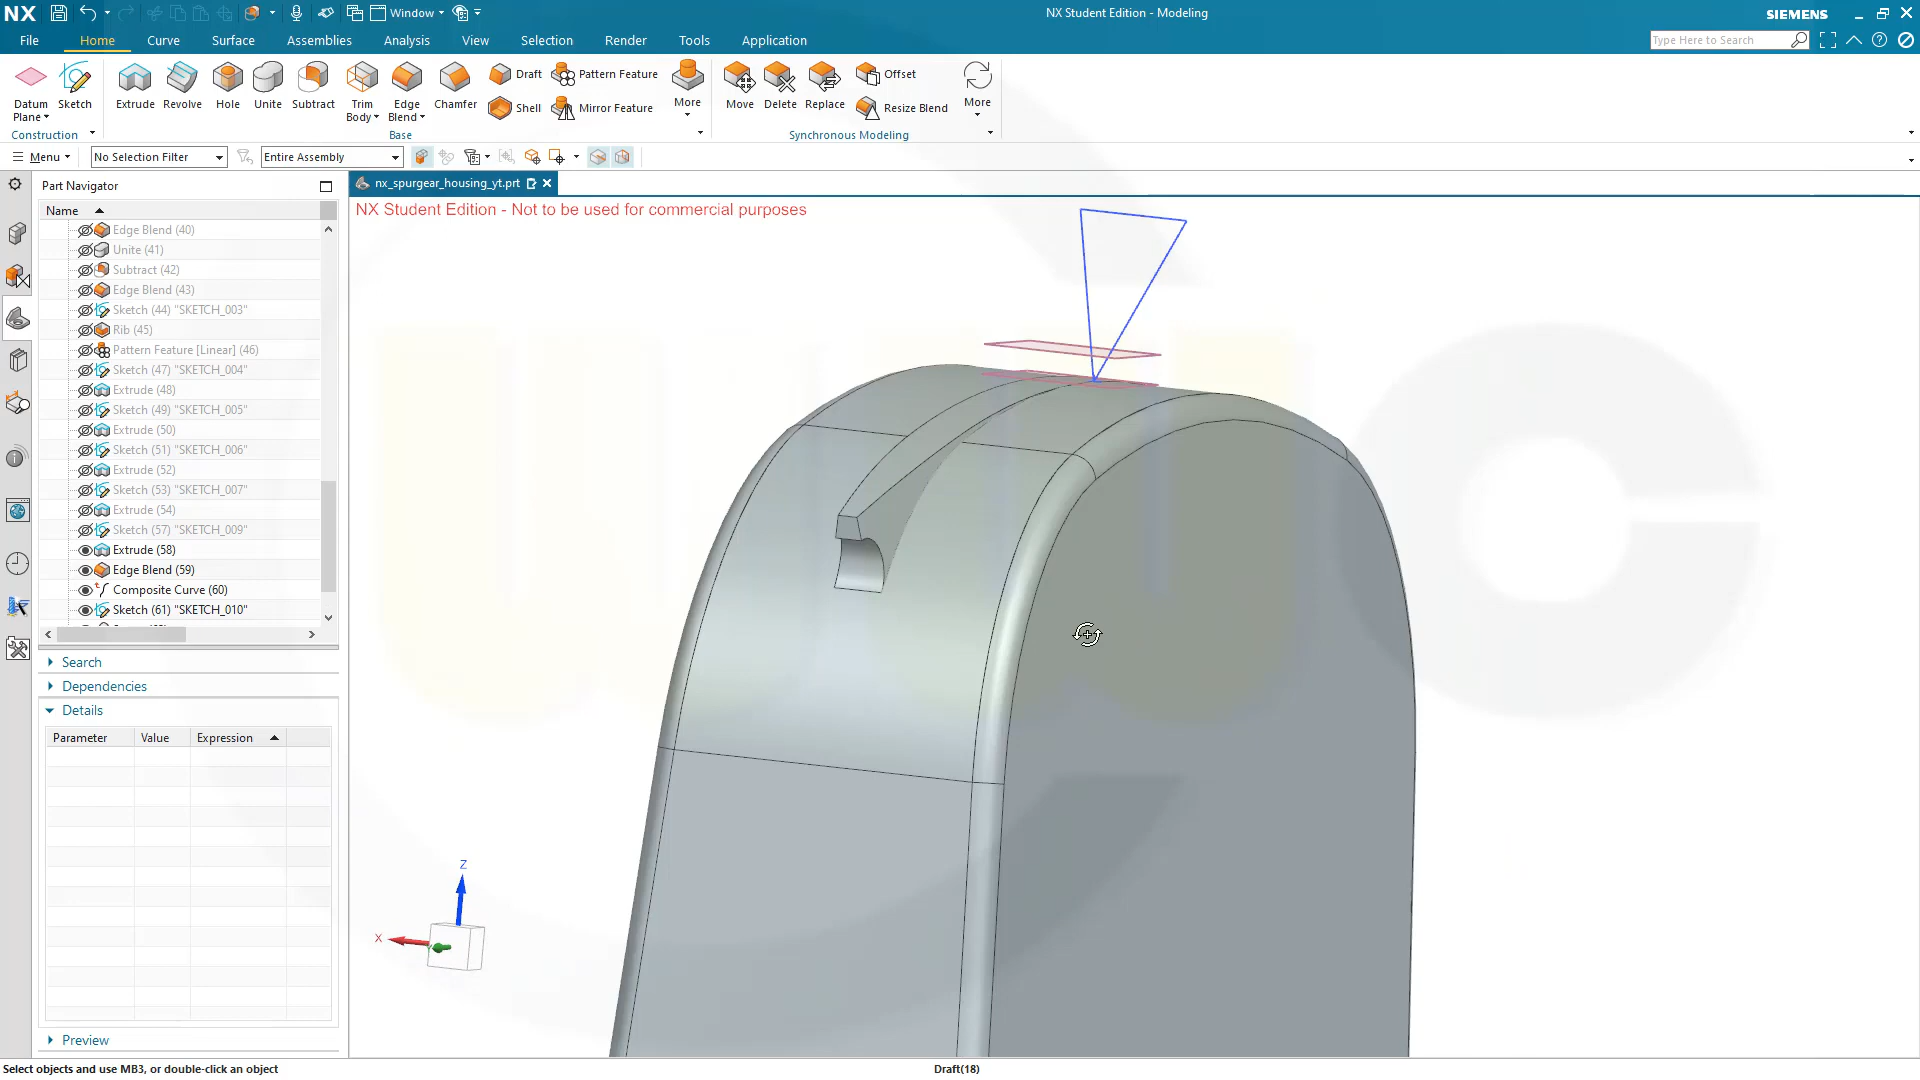 NX
Window
NX Student Edition - Modeling
SIEMENS
File
Home
Curve
Surface
Assemblies
Analysis
View
Selection
Render
Tools
Application
Type Here to Search
Datum
Plane
Sketch
Extrude
Revolve
Hole
Unite
Subtract
Trim
Body
Edge
Blend
Chamfer
Draft
Shell
Pattern Feature
Mirror Feature
More
Move
Delete
Replace
Offset
Resize Blend
More
Construction
Base
Synchronous Modeling
Menu
No Selection Filter
Entire Assembly
Part Navigator
nx_spurgear_housing_yt.prt
Name
NX Student Edition - Not to be used for commercial purposes
Edge Blend (40)
Unite (41)
Subtract (42)
Edge Blend (43)
Sketch (44) "SKETCH_003"
Rib (45)
Pattern Feature [Linear] (46)
Sketch (47) "SKETCH_004"
Extrude (48)
Sketch (49) "SKETCH_005"
Extrude (50)
Sketch (51) "SKETCH_006"
Extrude (52)
Sketch (53) "SKETCH_007"
Extrude (54)
Sketch (57) "SKETCH_009"
Extrude (58)
Edge Blend (59)
Composite Curve (60)
Sketch (61) "SKETCH_010"
Search
Dependencies
Details
Parameter Value Expression
Preview
Z
X
Select objects and use MB3, or double-click an object
Draft(18)